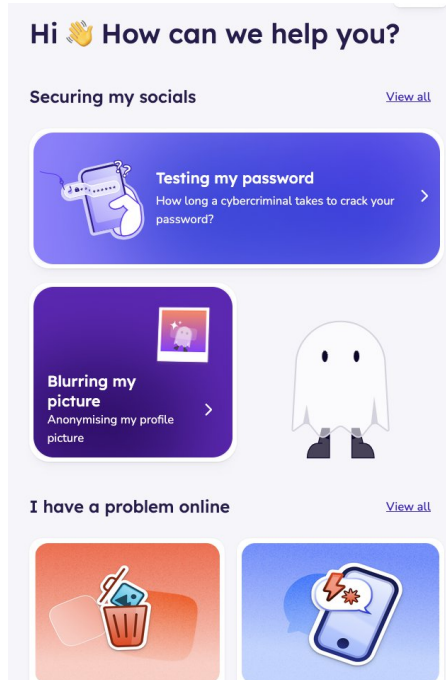 Hi 👋 How can we help you?
Securing my socials
View all
Testing my password
How long a cybercriminal takes to crack your
password?
Blurring my
picture
Anonymising my profile
picture
I have a problem online
View all